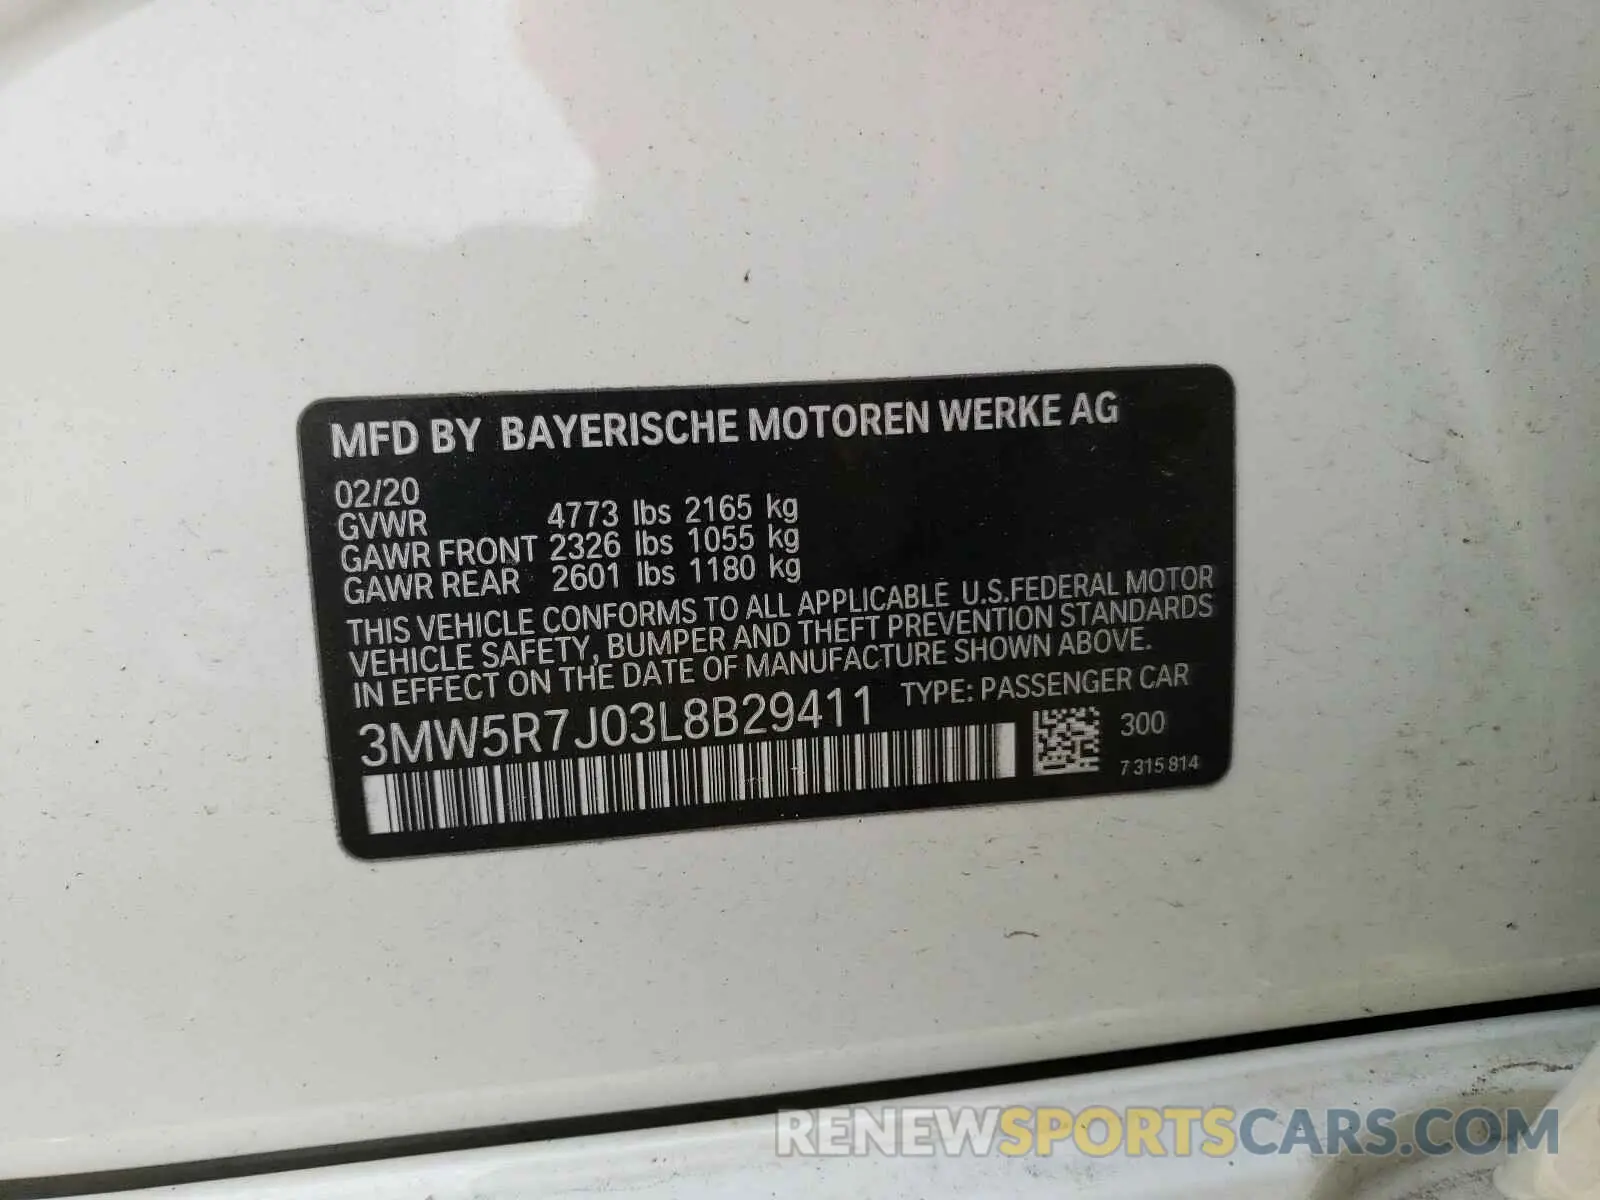 MFD BY BAYERISCHE MOTOREN WERKE AG
02/20
GVWR 4773 lbs 2165 kg
GAWR FRONT 2326 lbs 1055 kg
GAWR REAR 2601 lbs 1180 kg
THIS VEHICLE CONFORMS TO ALL APPLICABLE U.S.FEDERAL MOTOR
VEHICLE SAFETY, BUMPER AND THEFT PREVENTION STANDARDS
IN EFFECT ON THE DATE OF MANUFACTURE SHOWN ABOVE.
3MW5R7J03L8B29411 TYPE: PASSENGER CAR
300
7 315 814
RENEWSPORTSCARS.COM